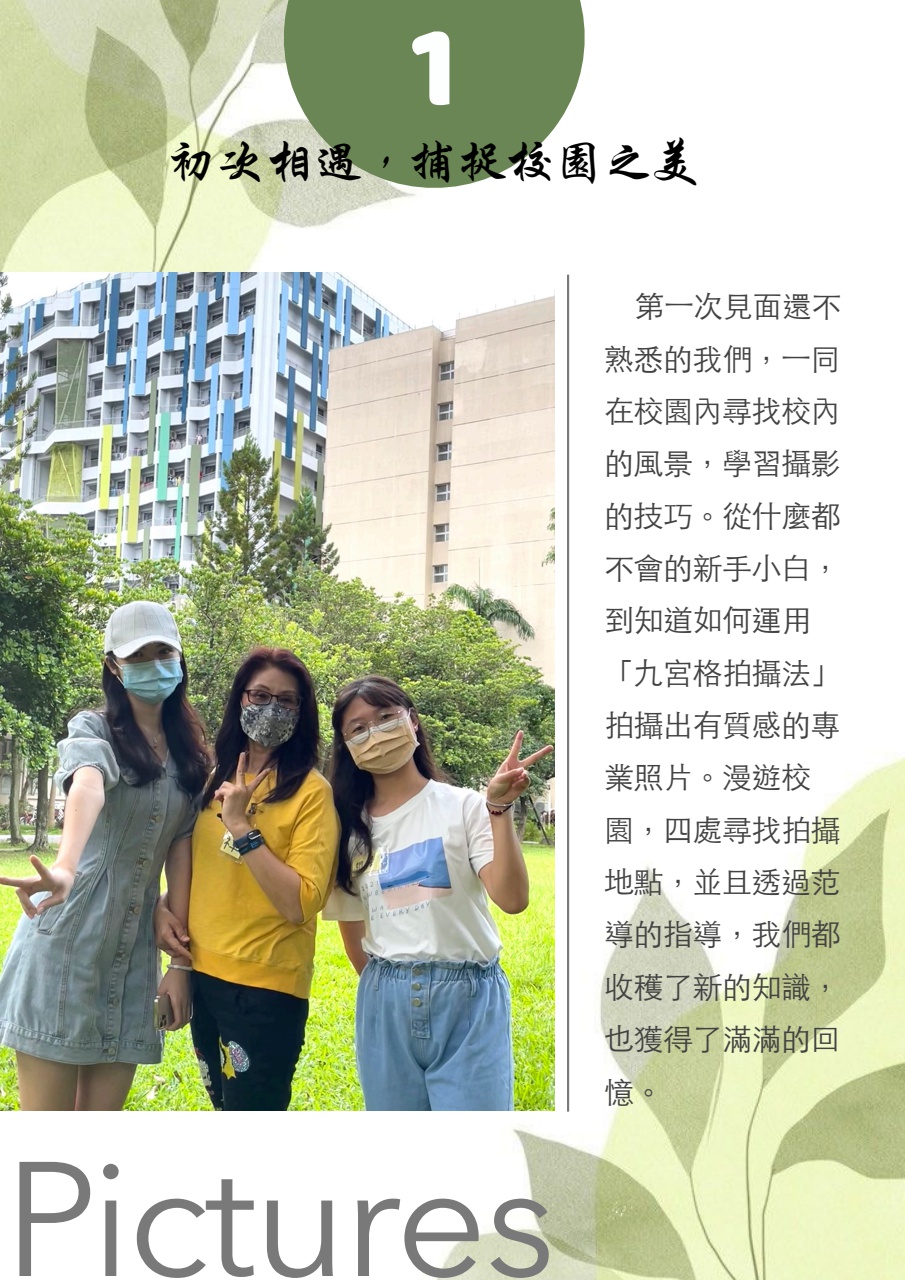 1
初次相遇，捕捉校園之美
第一次見面還不
熟悉的我們，一同
在校園內尋找校內
的風景，學習攝影
的技巧。從什麼都
不會的新手小白，
到知道如何運用
「九宮格拍攝法」
拍攝出有質感的專
業照片。漫遊校
園，四處尋找拍攝
地點，並且透過范
導的指導，我們都
收穫了新的知識，
也獲得了滿滿的回
憶。
EVERY DAY
Pictures